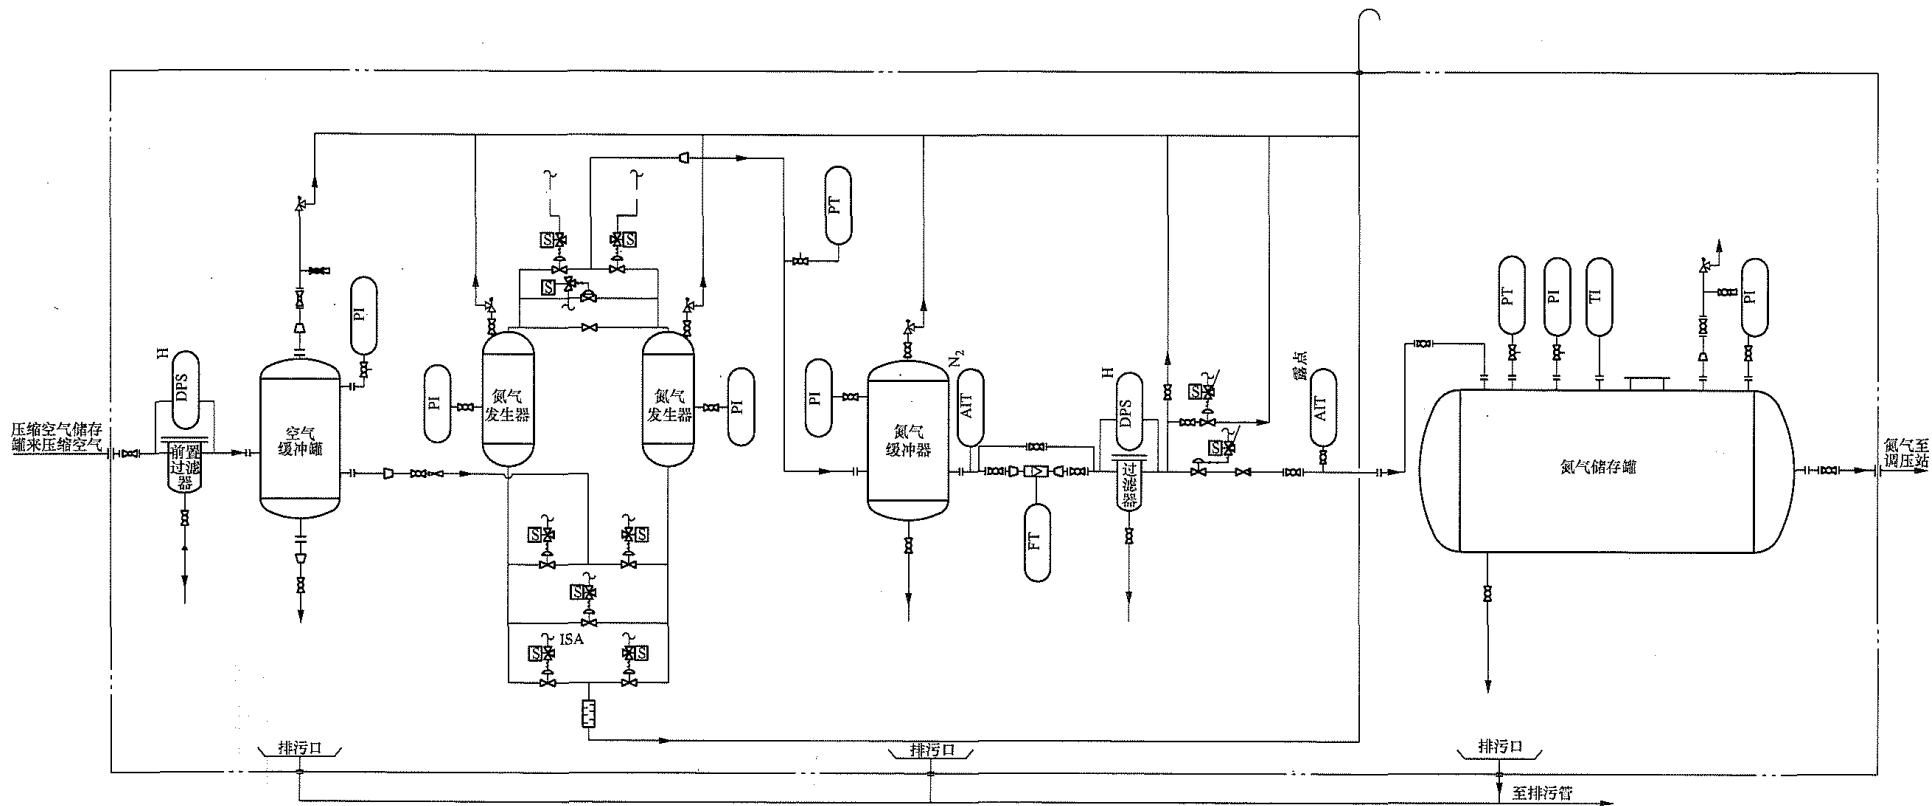 压缩空气储存
罐来压缩空气
H
DPS
前置
过滤
器
空气
缓冲罐
PI
PI
氮气
发生器
氮气
发生器
PI
S
S
S
S
S
S
ISA
S
S
PT
PI
氮气
缓冲器
N₂
AIT
FT
H
DPS
过
滤
器
S
S
露点
AIT
PT
PI
TI
PI
氮气储存罐
氮气至
调压站
排污口
排污口
排污口
至排污管